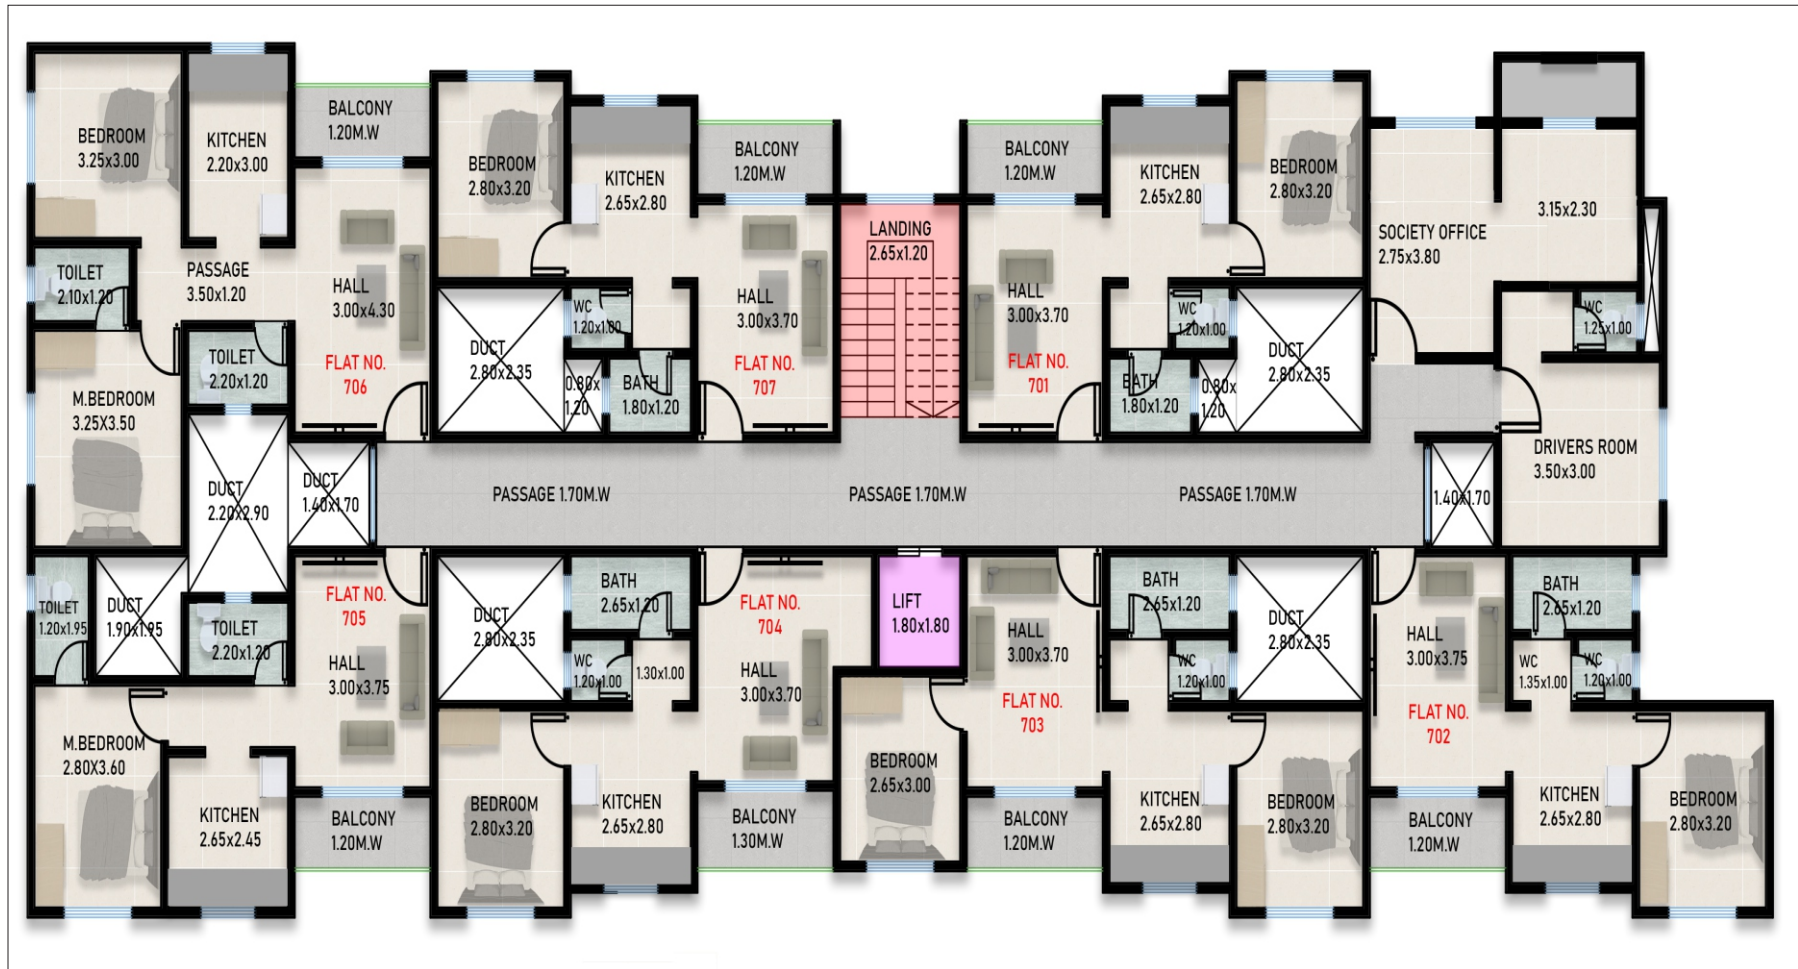 BEDROOM
3.25x3.00
KITCHEN
2.20x3.00
BALCONY
1.20M.W
BEDROOM
2.80x3.20
KITCHEN
2.65x2.80
BALCONY
1.20M.W
BALCONY
1.20M.W
KITCHEN
2.65x2.80
BEDROOM
2.80x3.20
SOCIETY OFFICE
2.75x3.80
3.15x2.30
TOILET
2.10x1.20
PASSAGE
3.50x1.20
HALL
3.00x4.30
FLAT NO.
706
WC
1.20x1.00
HALL
3.00x3.70
FLAT NO.
707
LANDING
2.65x1.20
HALL
3.00x3.70
FLAT NO.
701
WC
1.20x1.00
WC
1.25x1.00
M.BEDROOM
3.25X3.50
TOILET
2.20x1.20
DUCT
2.80x2.35
0.80x
1.20
BATH
1.80x1.20
BATH
1.80x1.20
0.80x
1.20
DUCT
2.80x2.35
DRIVERS ROOM
3.50x3.00
DUCT
2.20x2.90
DUCT
1.40x1.70
PASSAGE 1.70M.W
PASSAGE 1.70M.W
PASSAGE 1.70M.W
1.40x1.70
TOILET
1.20x1.95
DUCT
1.90x1.95
TOILET
2.20x1.20
FLAT NO.
705
HALL
3.00x3.75
DUCT
2.80x2.35
BATH
2.65x1.20
WC
1.20x1.00
1.30x1.00
FLAT NO.
704
HALL
3.00x3.70
LIFT
1.80x1.80
HALL
3.00x3.70
FLAT NO.
703
BATH
2.65x1.20
WC
1.20x1.00
DUCT
2.80x2.35
HALL
3.00x3.75
FLAT NO.
702
BATH
2.65x1.20
WC
1.35x1.00
WC
1.20x1.00
M.BEDROOM
2.80X3.60
KITCHEN
2.65x2.45
BALCONY
1.20M.W
BEDROOM
2.80x3.20
KITCHEN
2.65x2.80
BALCONY
1.30M.W
BEDROOM
2.65x3.00
BALCONY
1.20M.W
KITCHEN
2.65x2.80
BEDROOM
2.80x3.20
BALCONY
1.20M.W
KITCHEN
2.65x2.80
BEDROOM
2.80x3.20